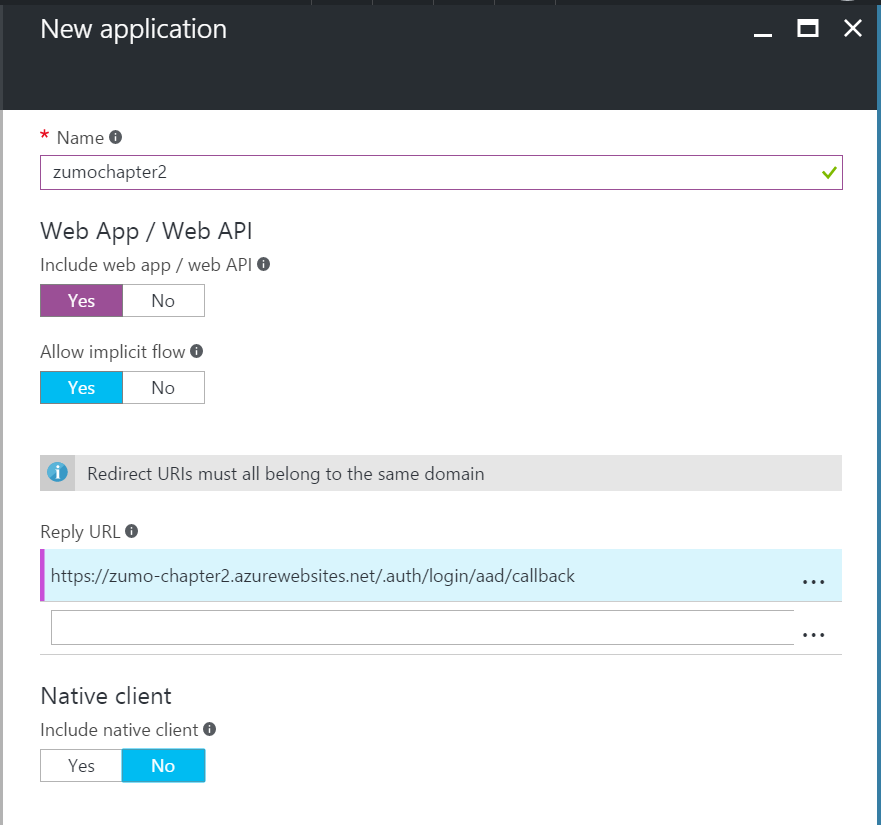 New application
* Name
zumochapter2
Web App / Web API
Include web app / web API
Yes No
Allow implicit flow
Yes No
Redirect URIs must all belong to the same domain
Reply URL
https://zumo-chapter2.azurewebsites.net/.auth/login/aad/callback ...
...
Native client
Include native client
Yes No